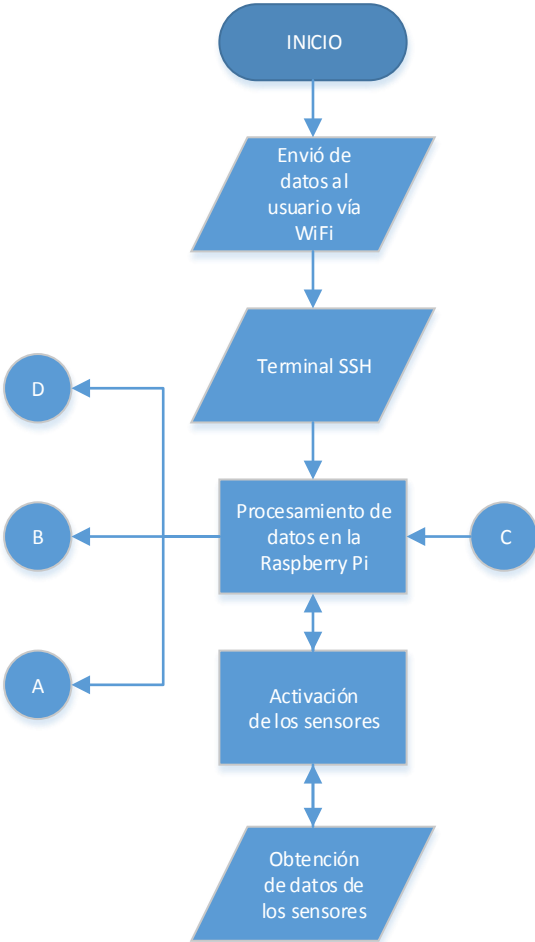 INICIO
Envió de
datos al
usuario vía
WiFi
Terminal SSH
D
Procesamiento de
datos en la
Raspberry Pi
B
C
A
Activación
de los sensores
Obtención
de datos de
los sensores